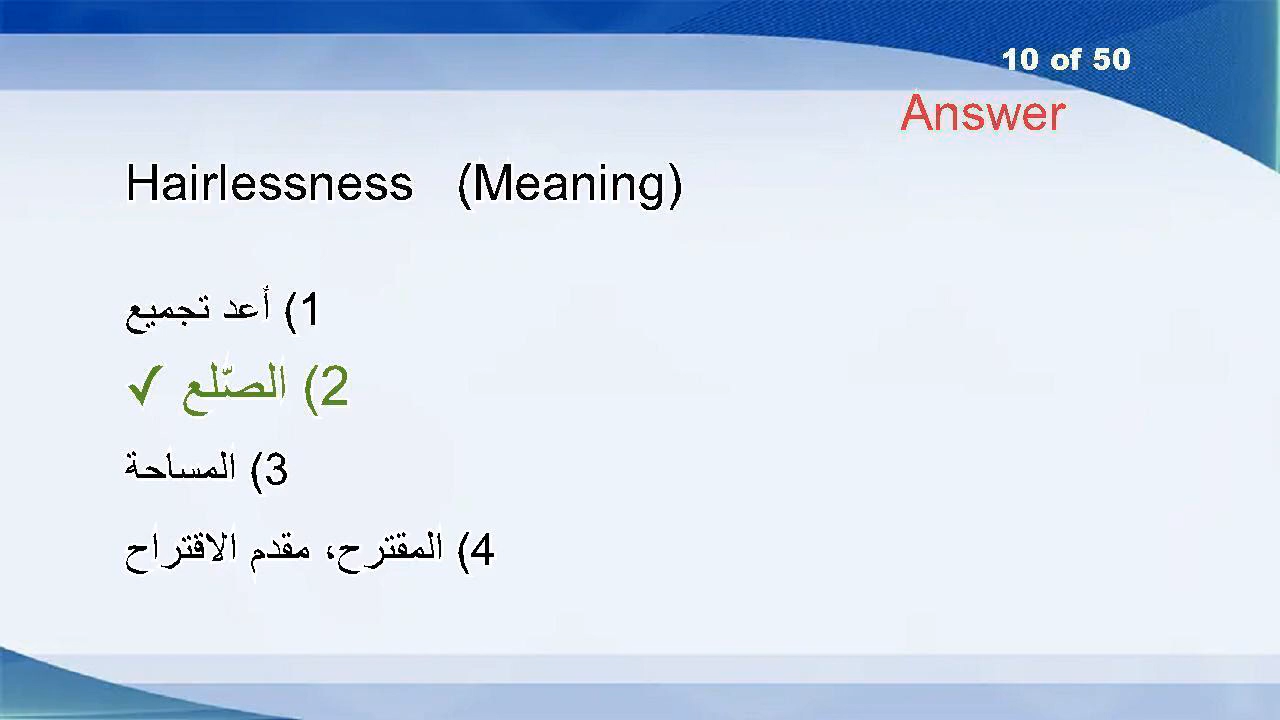 10 of 50
Answer
Hairlessness (Meaning)
1) أعد تجميع
2) الصّلع ✓
3) المساحة
4) المقترح، مقدم الاقتراح